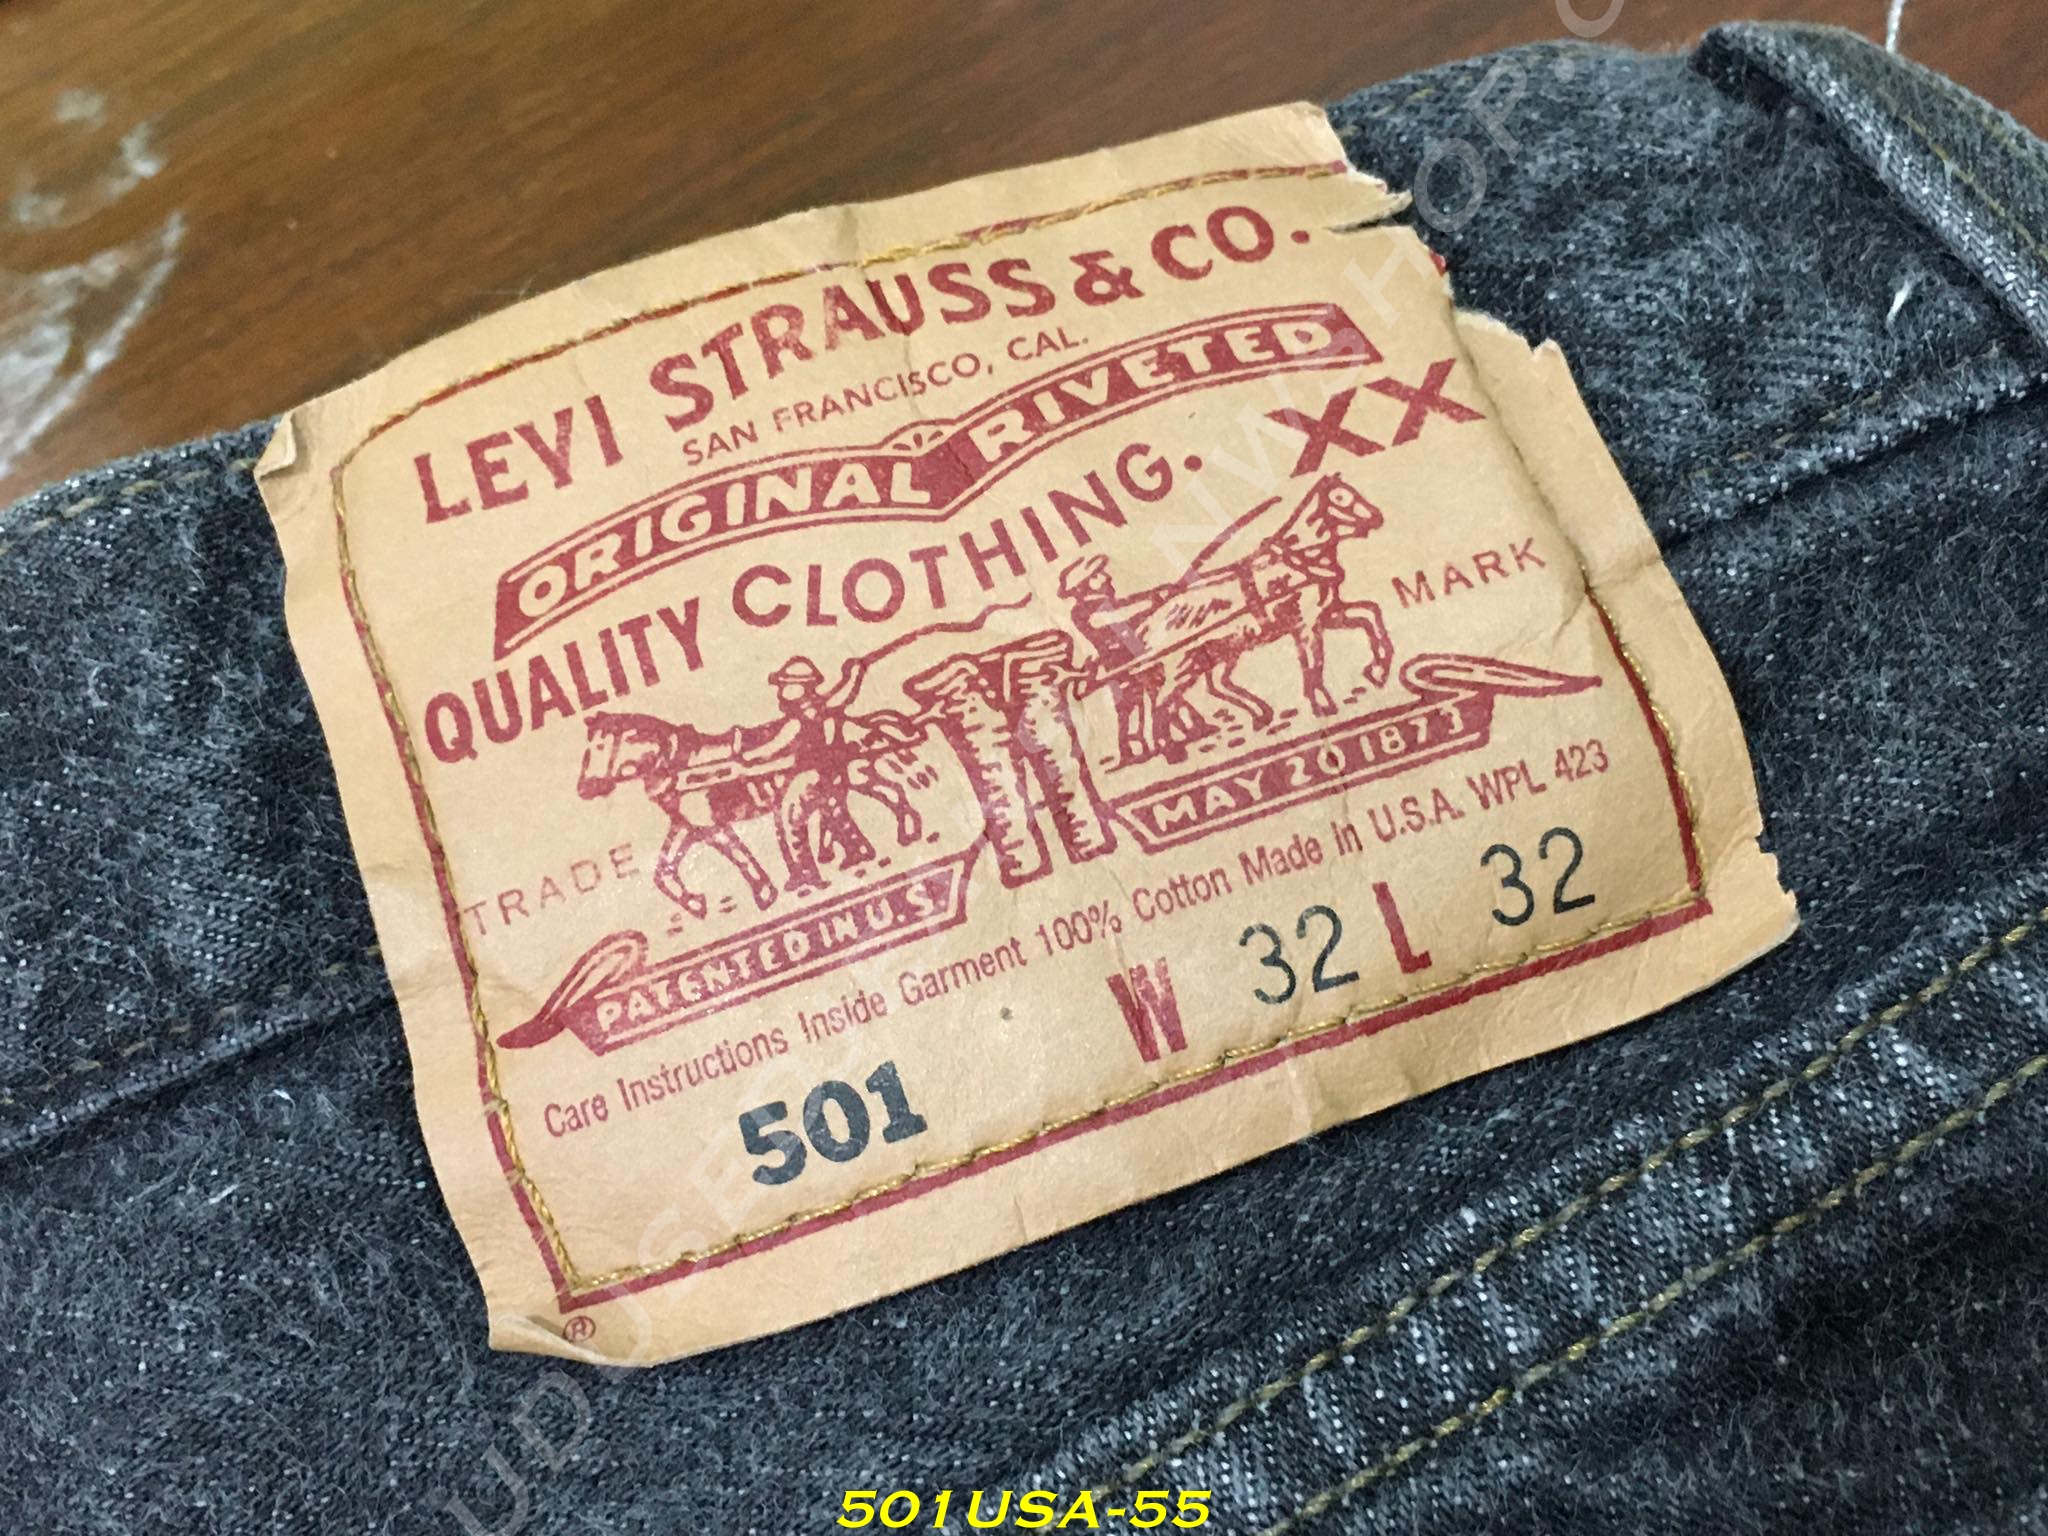 LEVI STRAUSS & CO.
SAN FRANCISCO, CAL.
ORIGINAL RIVETED
QUALITY CLOTHING. XX
TRADE MARK
PATENTED IN U.S. MAY 20 1873
Care Instructions Inside Garment 100% Cotton Made in U.S.A. WPL 423
501 W 32 L 32
®
501USA-55